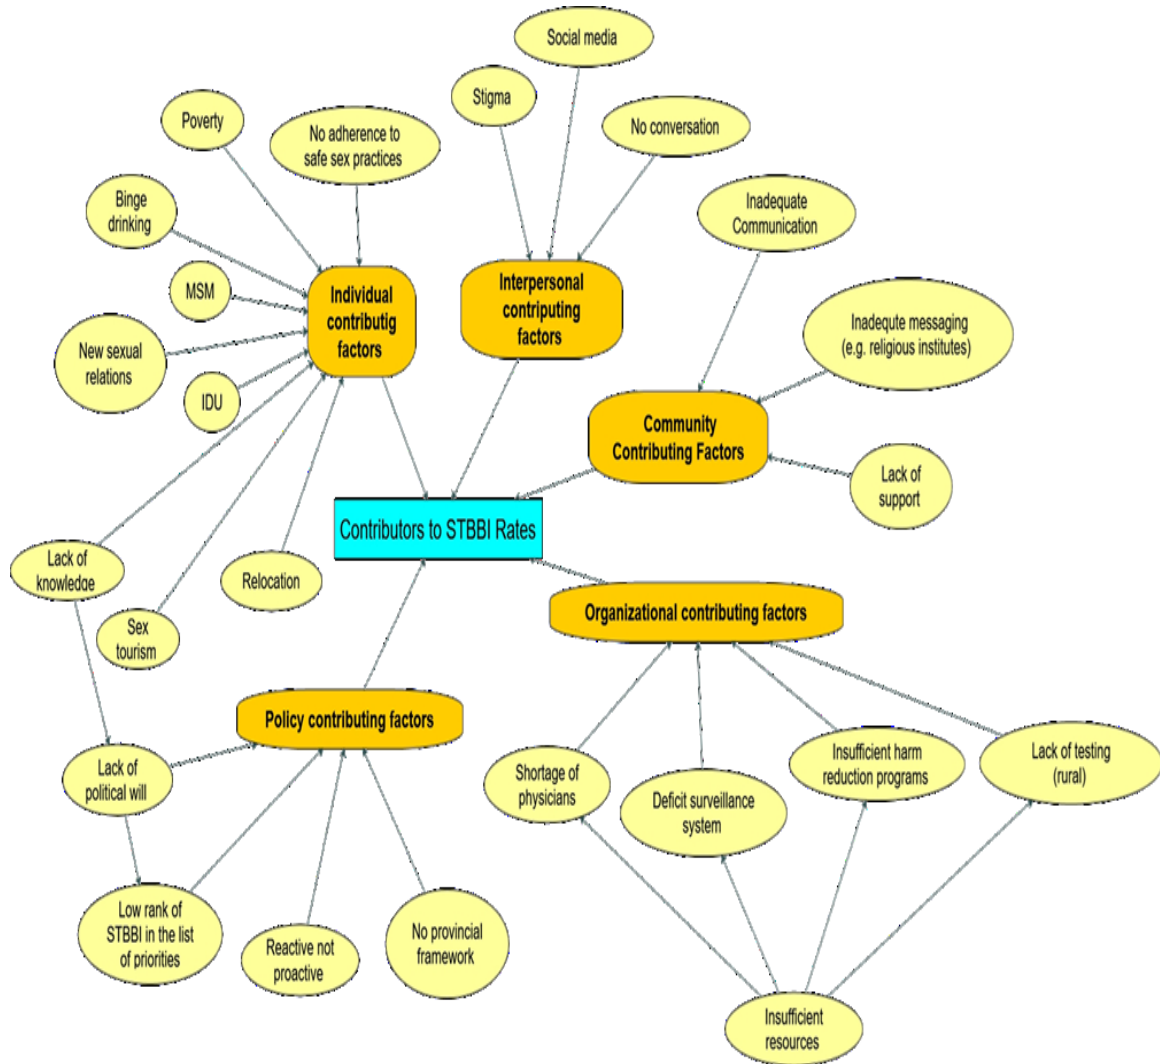 Social media
Stigma
Poverty
No conversation
No adherence to
safe sex practices
Binge
drinking
Inadequate
Communication
MSM
Individual
contributig
factors
Interpersonal
contriputing
factors
New sexual
relations
Inadequte messaging
(e.g. religious institutes)
IDU
Community
Contributing Factors
Lack of
support
Contributors to STBBI Rates
Lack of
knowledge
Relocation
Organizational contributing factors
Sex
tourism
Policy contributing factors
Lack of
political will
Shortage of
physicians
Deficit surveillance
system
Insufficient harm
reduction programs
Lack of testing
(rural)
Low rank of
STBBI in the list
of priorities
Reactive not
proactive
No provincial
framework
Insufficient
resources